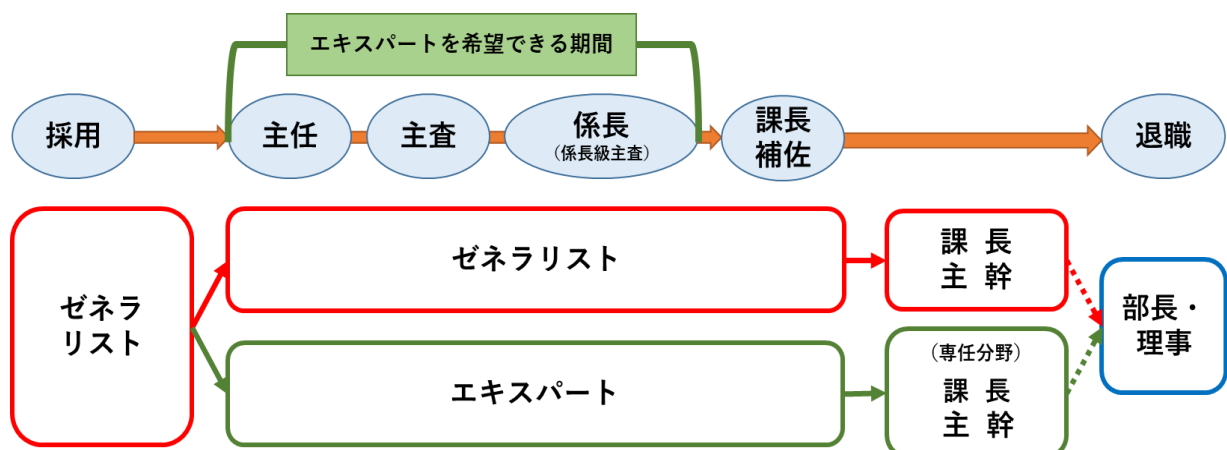 エキスパートを希望できる期間
採用
主任
主査
係長
（係長級主査）
課長
補佐
退職
ゼネラ
リスト
ゼネラリスト
課 長
主 幹
エキスパート
（専任分野）
課 長
主 幹
部長・
理事